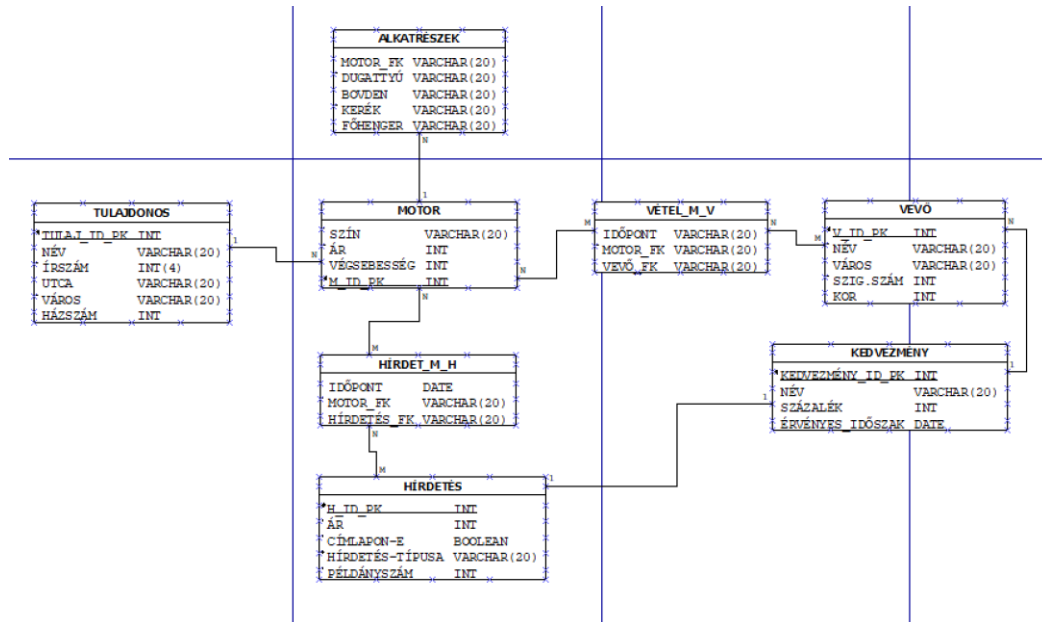 ALKATRÉSZEK
MOTOR_FK VARCHAR(20)
DUGATTYÚ VARCHAR(20)
BOVDEN VARCHAR(20)
KERÉK VARCHAR(20)
FŐHENGER VARCHAR(20)
N
1
TULAJDONOS
TULAJ_ID_PK INT
NÉV VARCHAR(20)
ÍRSZÁM INT(4)
UTCA VARCHAR(20)
VÁROS VARCHAR(20)
HÁZSZÁM INT
1
N
MOTOR
SZÍN VARCHAR(20)
ÁR INT
VÉGSEBESSÉG INT
M_ID_PK INT
N
M
VÉTEL_M_V
IDŐPONT VARCHAR(20)
MOTOR_FK VARCHAR(20)
VEVŐ_FK VARCHAR(20)
N
M
VEVŐ
V_ID_PK INT
NÉV VARCHAR(20)
VÁROS VARCHAR(20)
SZIG.SZÁM INT
KOR INT
N
1
N
M
HÍRDET_M_H
IDŐPONT DATE
MOTOR_FK VARCHAR(20)
HÍRDETÉS_FK VARCHAR(20)
N
M
KEDVEZMÉNY
KEDVEZMÉNY_ID_PK INT
NÉV VARCHAR(20)
SZÁZALÉK INT
ÉRVÉNYES_IDŐSZAK DATE
1
1
HÍRDETÉS
H_ID_PK INT
ÁR INT
CÍMLAPON-E BOOLEAN
HÍRDETÉS-TÍPUSA VARCHAR(20)
PÉLDÁNYSZÁM INT